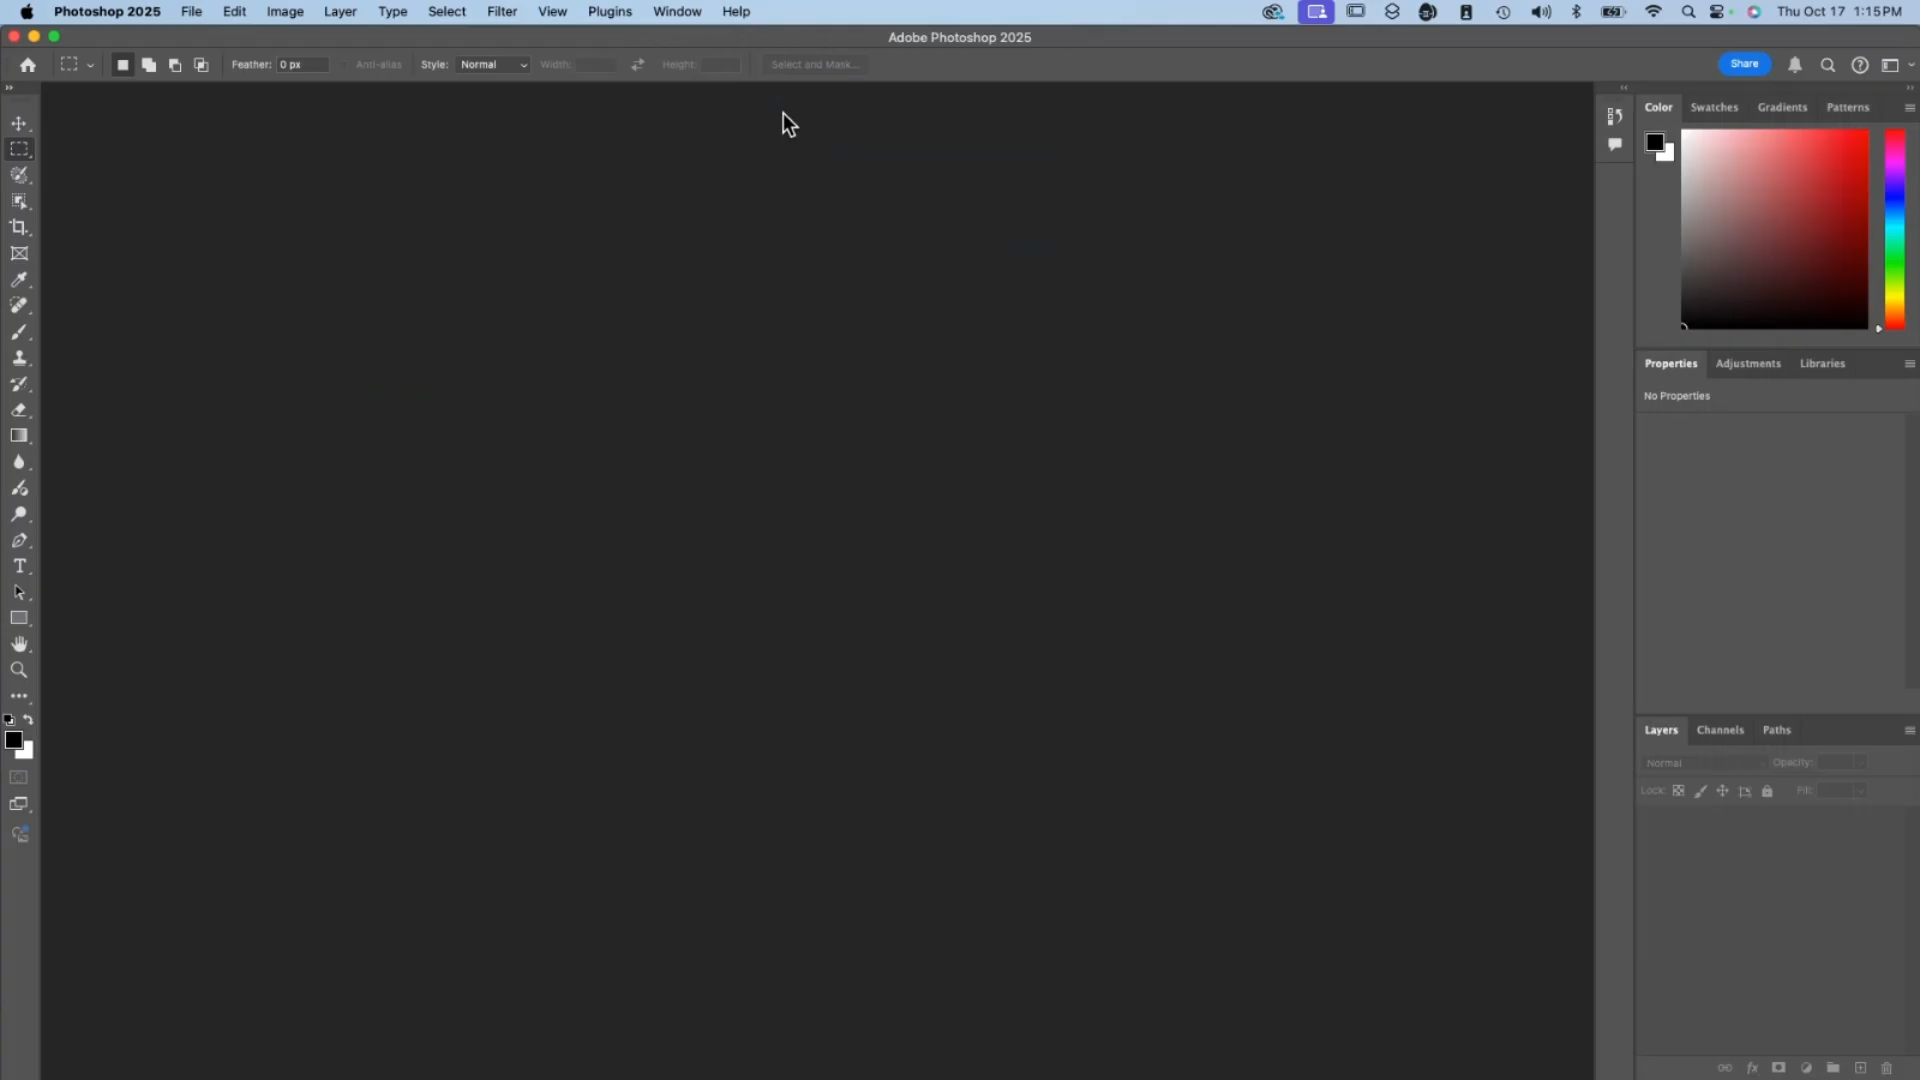 Photoshop 2025 File Edit Image Layer Type Select Filter View Plugins Window Help Thu Oct 17 1:15 PM
Adobe Photoshop 2025
Feather: 0 px Anti-alias Style: Normal Width: Height: Select and Mask... Share
Color Swatches Gradients Patterns
Properties Adjustments Libraries
No Properties
Layers Channels Paths
Normal Opacity:
Lock: Fill: